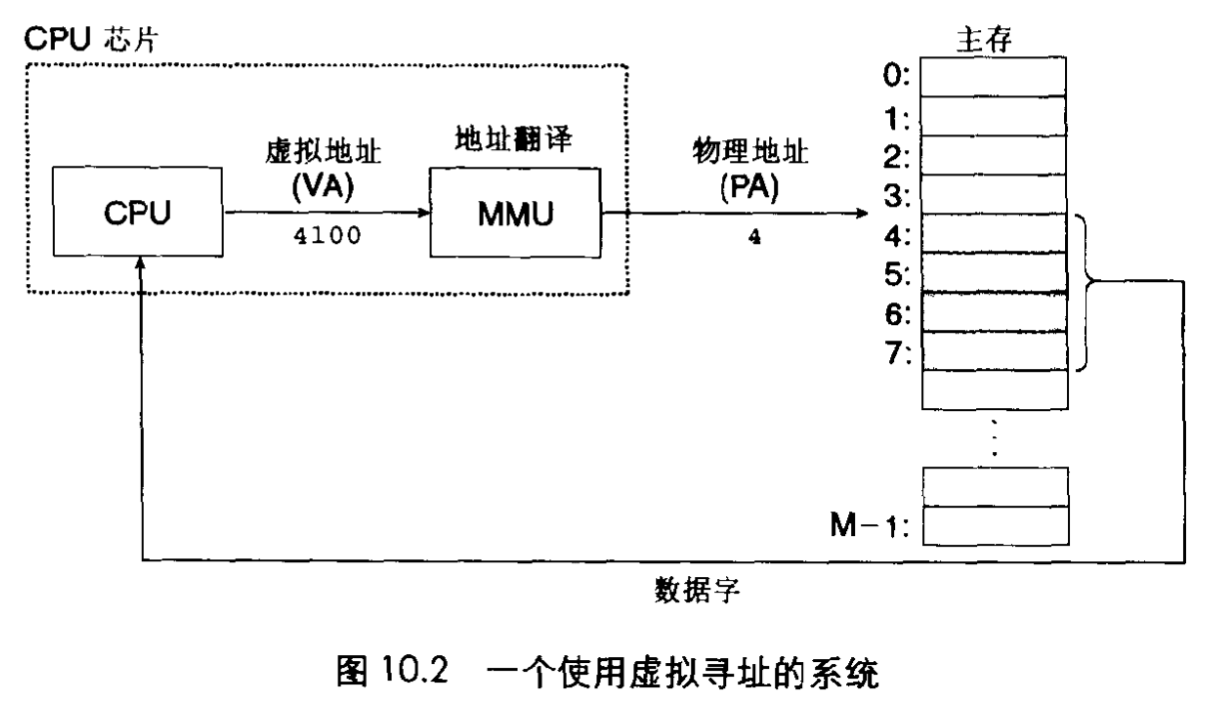 CPU 芯片
主存
0:
1:
2:
3:
4:
5:
6:
7:
M-1:
虚拟地址
(VA)
4100
地址翻译
物理地址
(PA)
4
CPU
MMU
数据字
图 10.2 一个使用虚拟寻址的系统